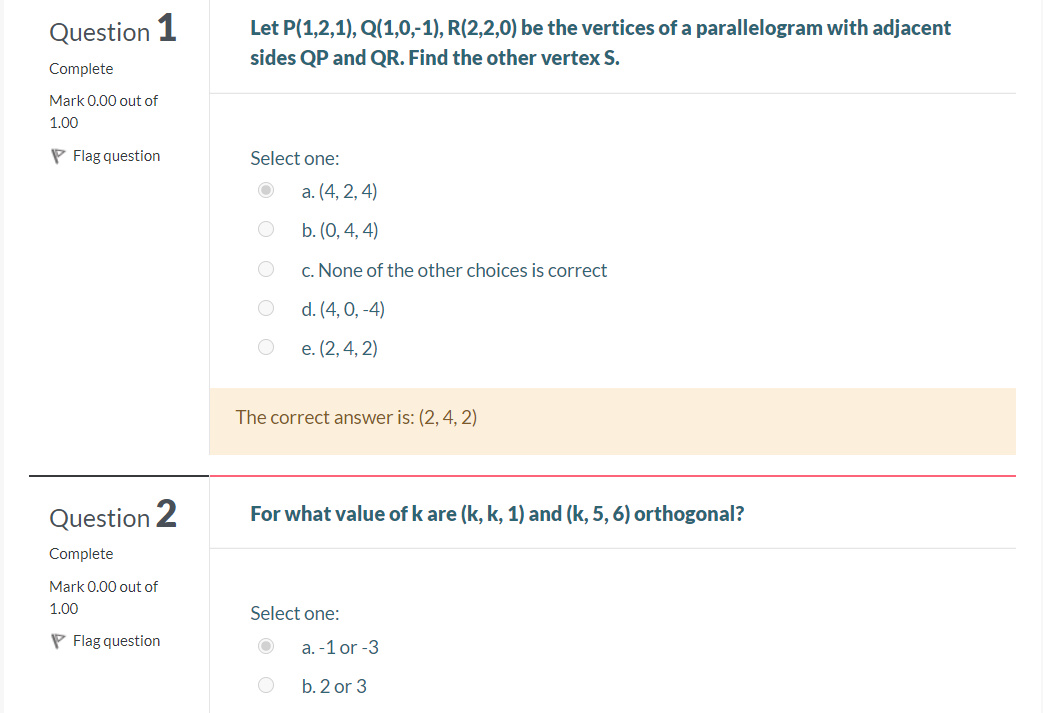 Question 1
Complete
Mark 0.00 out of
1.00
Flag question
Let P(1,2,1), Q(1,0,-1), R(2,2,0) be the vertices of a parallelogram with adjacent
sides QP and QR. Find the other vertex S.
Select one:
a. (4, 2, 4)
b. (0, 4, 4)
c. None of the other choices is correct
d. (4, 0, -4)
e. (2, 4, 2)
The correct answer is: (2, 4, 2)
Question 2
Complete
Mark 0.00 out of
1.00
Flag question
For what value of k are (k, k, 1) and (k, 5, 6) orthogonal?
Select one:
a. -1 or -3
b. 2 or 3